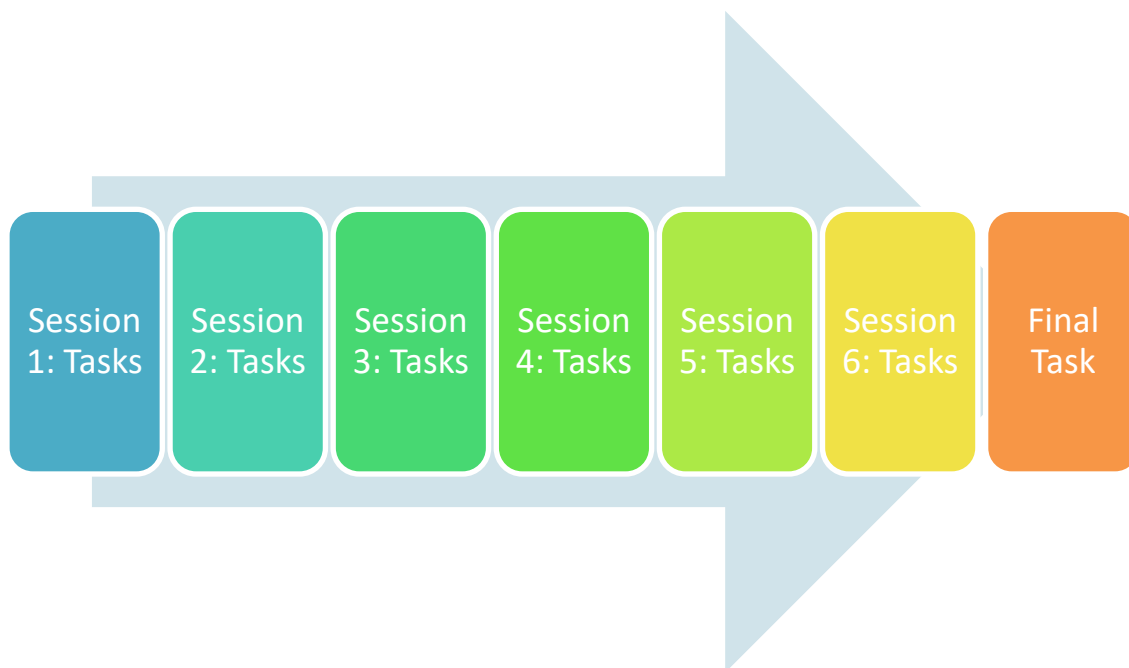 Session
1: Tasks
Session
2: Tasks
Session
3: Tasks
Session
4: Tasks
Session
5: Tasks
Session
6: Tasks
Final
Task